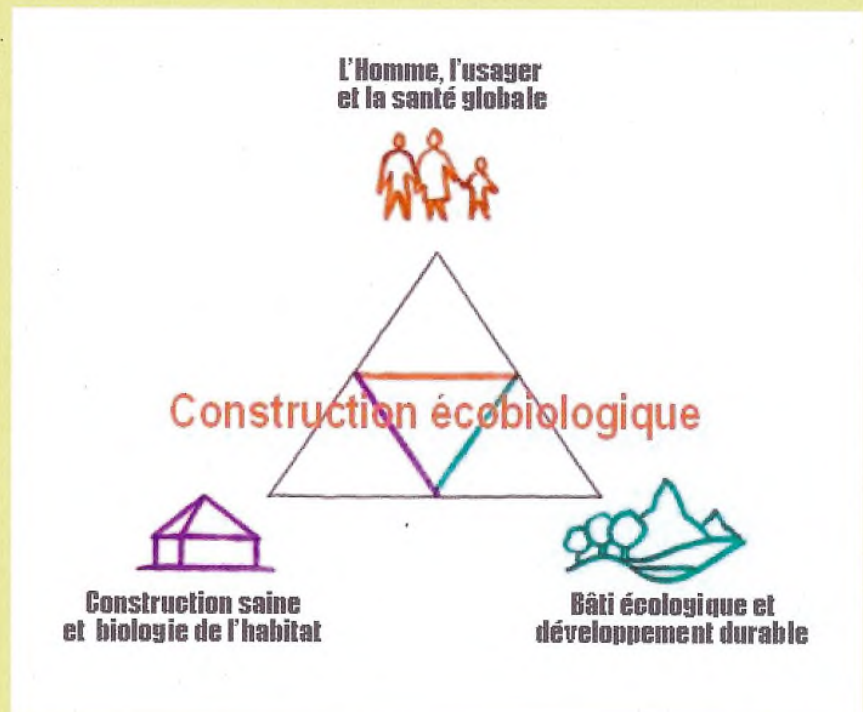 L'Homme, l'usager
et la santé globale
Construction écobiologique
Construction saine
et biologie de l'habitat
Bâti écologique et
développement durable